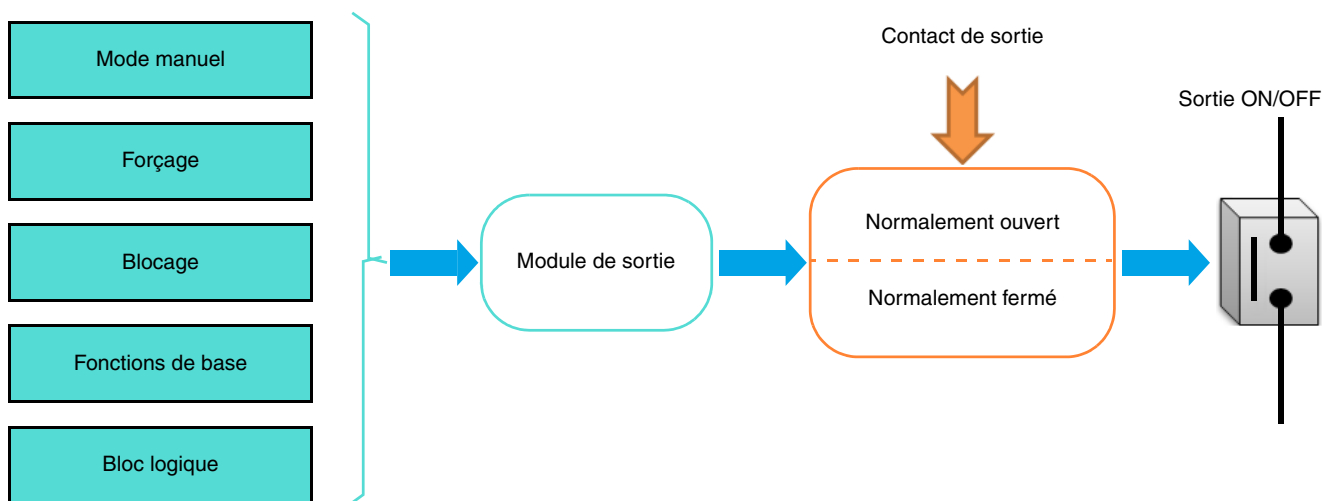 Mode manuel
Forçage
Blocage
Fonctions de base
Bloc logique
Module de sortie
Contact de sortie
Normalement ouvert
Normalement fermé
Sortie ON/OFF